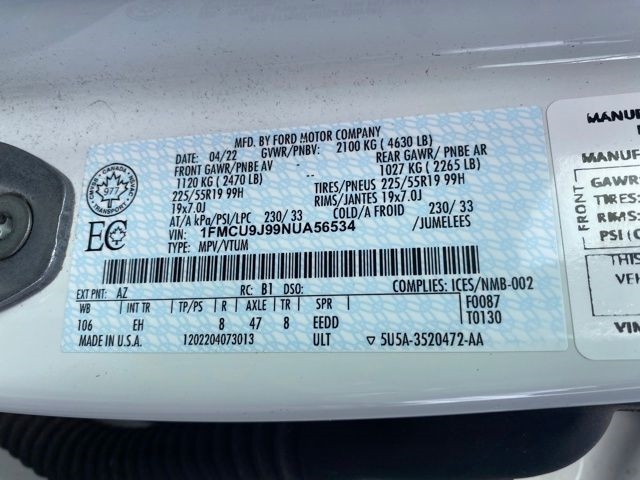 MFD. BY FORD MOTOR COMPANY
DATE: 04/22 GVWR/PNBV: 2100 KG ( 4630 LB)
FRONT GAWR/PNBE AV REAR GAWR/ PNBE AR
1120 KG ( 2470 LB) 1027 KG ( 2265 LB)
225/55R19 99H TIRES/PNEUS 225/55R19 99H
19x7.0J RIMS/JANTES 19x7.0J
AT/A kPa/PSI/LPC 230/ 33 COLD/A FROID 230/ 33
VIN: 1FMCU9J99NUA56534 /JUMELEES
TYPE: MPV/VTUM
CANADA
977
TRANSPORT
EC
EXT PNT: AZ RC: B1 DSO: COMPLIES: ICES/NMB-002
WB INT TR TP/PS R AXLE TR SPR F0087
106 EH 8 47 8 EEDD T0130
MADE IN U.S.A. 1202204073013 ULT ▽ 5U5A-3520472-AA
MANUF
FRONT
GAWR
TIRES:
PSI (C
VEH
VIN